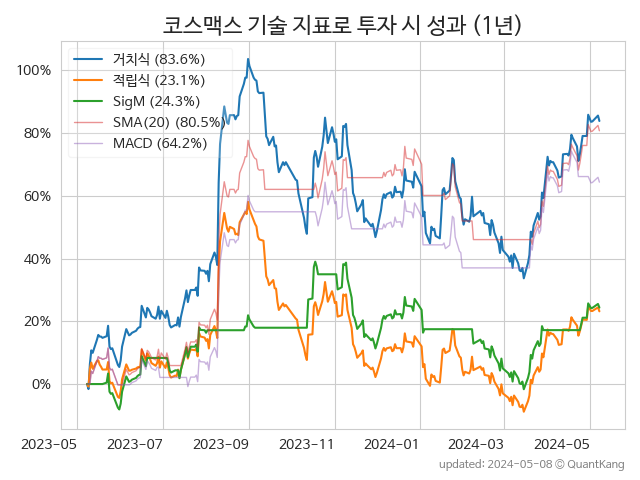 코스맥스 기술 지표로 투자 시 성과 (1년)
거치식 (83.6%)
적립식 (23.1%)
SigM (24.3%)
SMA(20) (80.5%)
MACD (64.2%)
100%
80%
60%
40%
20%
0%
2023-05 2023-07 2023-09 2023-11 2024-01 2024-03 2024-05
updated: 2024-05-08 © QuantKang